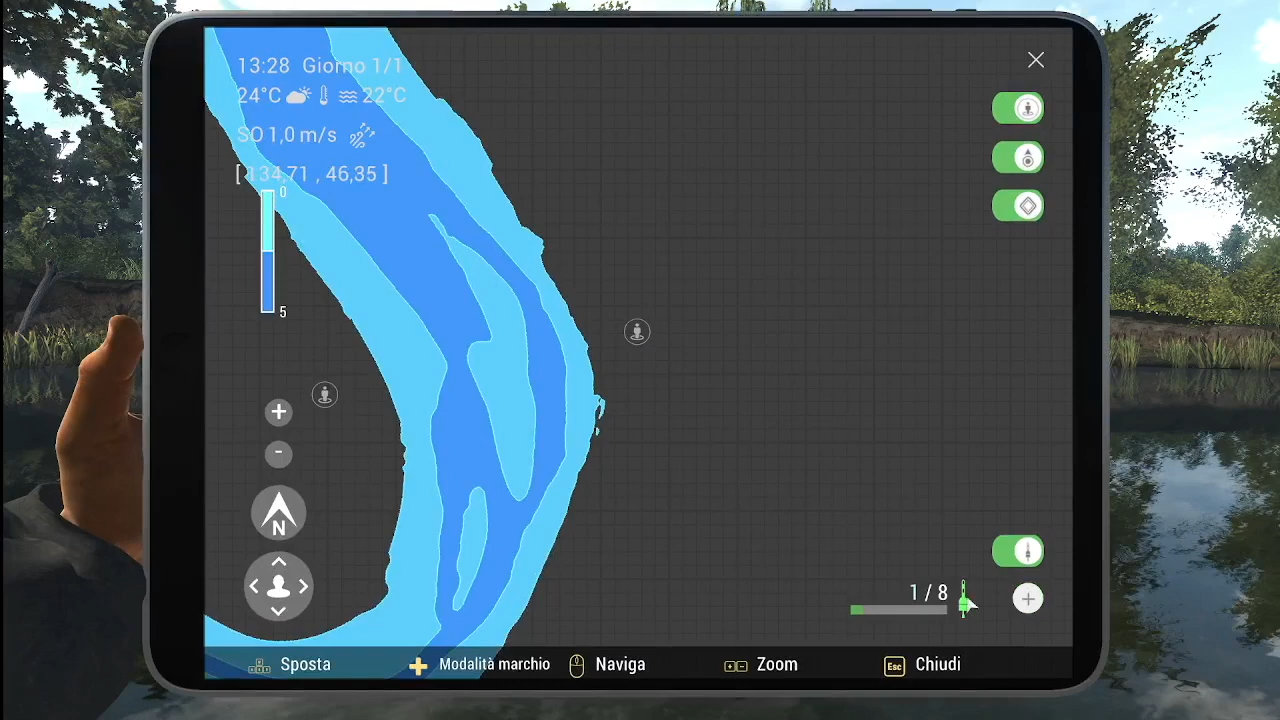 13:28 Giorno 1/1
24°C 22°C
SO 1,0 m/s
[ 134,71 , 46,35 ]
0
5
+
-
N
1 / 8
+
Sposta
Modalità marchio
Naviga
Zoom
Esc Chiudi